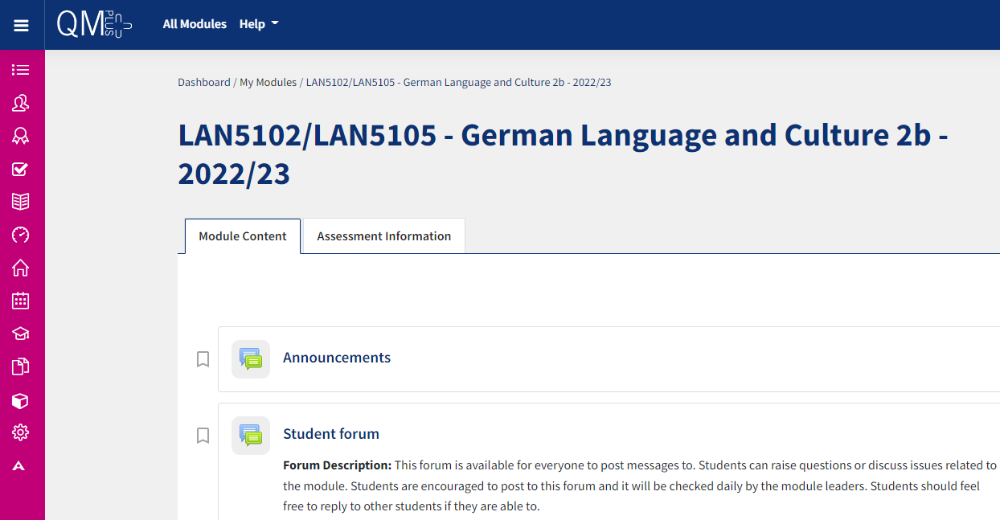 QM PLUS
All Modules Help
Dashboard / My Modules / LAN5102/LAN5105 - German Language and Culture 2b - 2022/23
LAN5102/LAN5105 - German Language and Culture 2b -
2022/23
Module Content Assessment Information
Announcements
Student forum
Forum Description: This forum is available for everyone to post messages to. Students can raise questions or discuss issues related to
the module. Students are encouraged to post to this forum and it will be checked daily by the module leaders. Students should feel
free to reply to other students if they are able to.